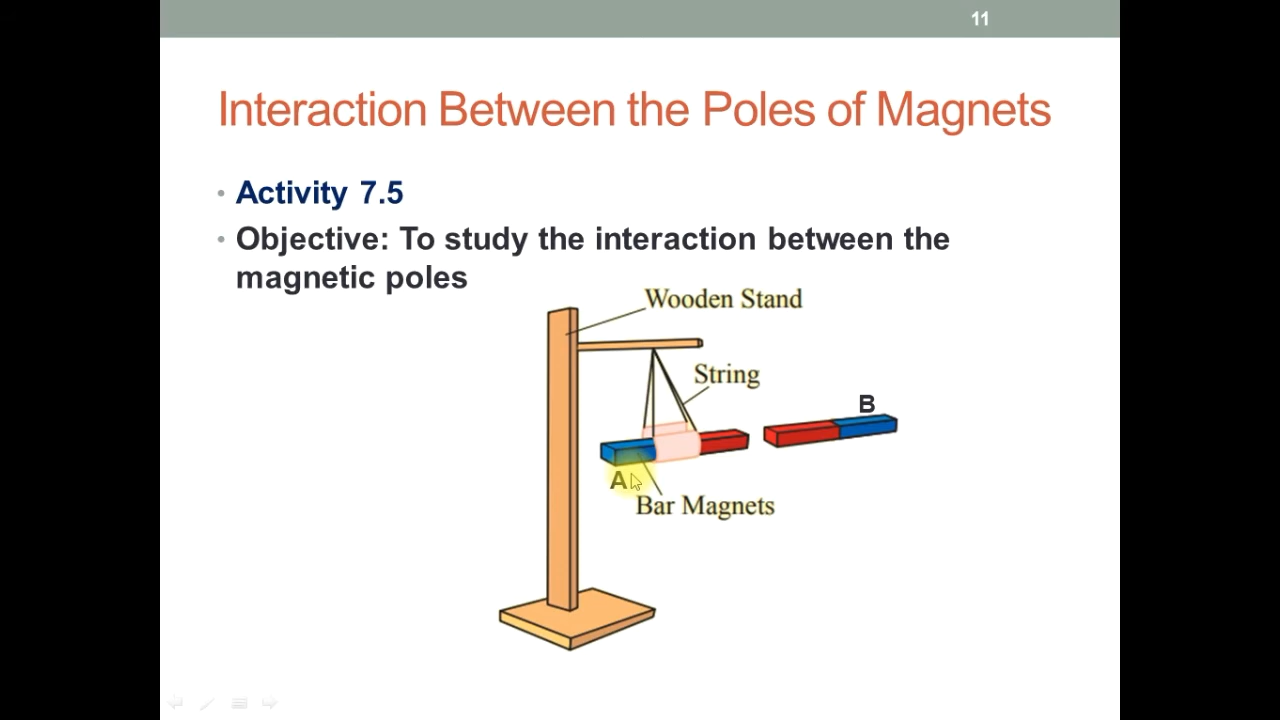 11
Interaction Between the Poles of Magnets
• Activity 7.5
• Objective: To study the interaction between the
magnetic poles
Wooden Stand
String
B
A
Bar Magnets